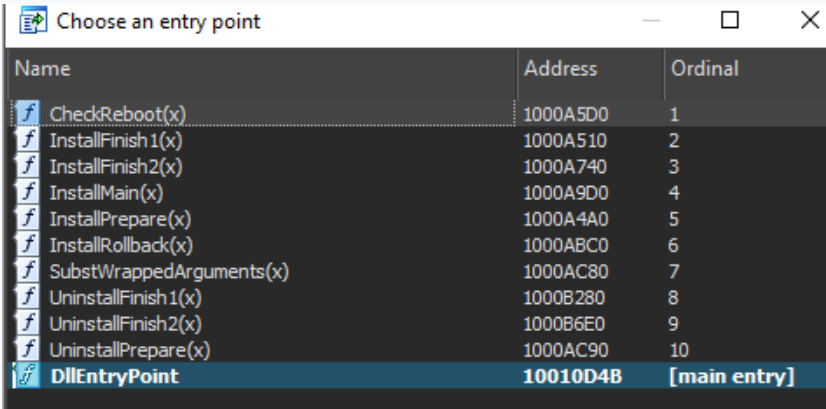 Choose an entry point
Name Address Ordinal
f CheckReboot(x) 1000A5D0 1
f InstallFinish1(x) 1000A510 2
f InstallFinish2(x) 1000A740 3
f InstallMain(x) 1000A9D0 4
f InstallPrepare(x) 1000A4A0 5
f InstallRollback(x) 1000ABC0 6
f SubstWrappedArguments(x) 1000AC80 7
f UninstallFinish1(x) 1000B280 8
f UninstallFinish2(x) 1000B6E0 9
f UninstallPrepare(x) 1000AC90 10
f DllEntryPoint 10010D4B [main entry]